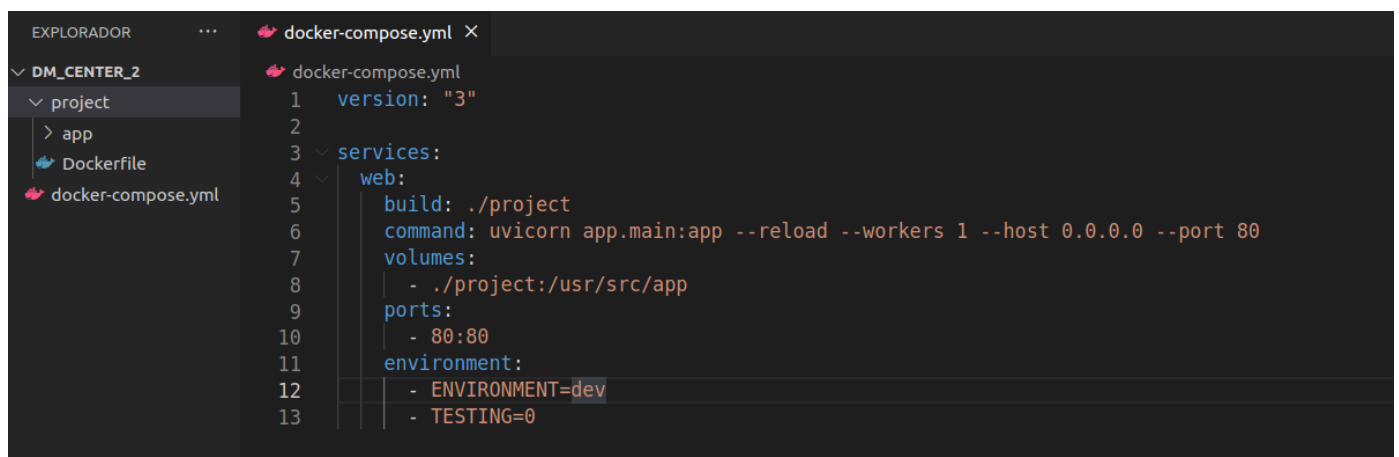 EXPLORADOR ···
DM_CENTER_2
project
app
Dockerfile
docker-compose.yml
docker-compose.yml ×
docker-compose.yml
1 version: "3"
2
3 services:
4 web:
5 build: ./project
6 command: uvicorn app.main:app --reload --workers 1 --host 0.0.0.0 --port 80
7 volumes:
8 - ./project:/usr/src/app
9 ports:
10 - 80:80
11 environment:
12 - ENVIRONMENT=dev
13 - TESTING=0